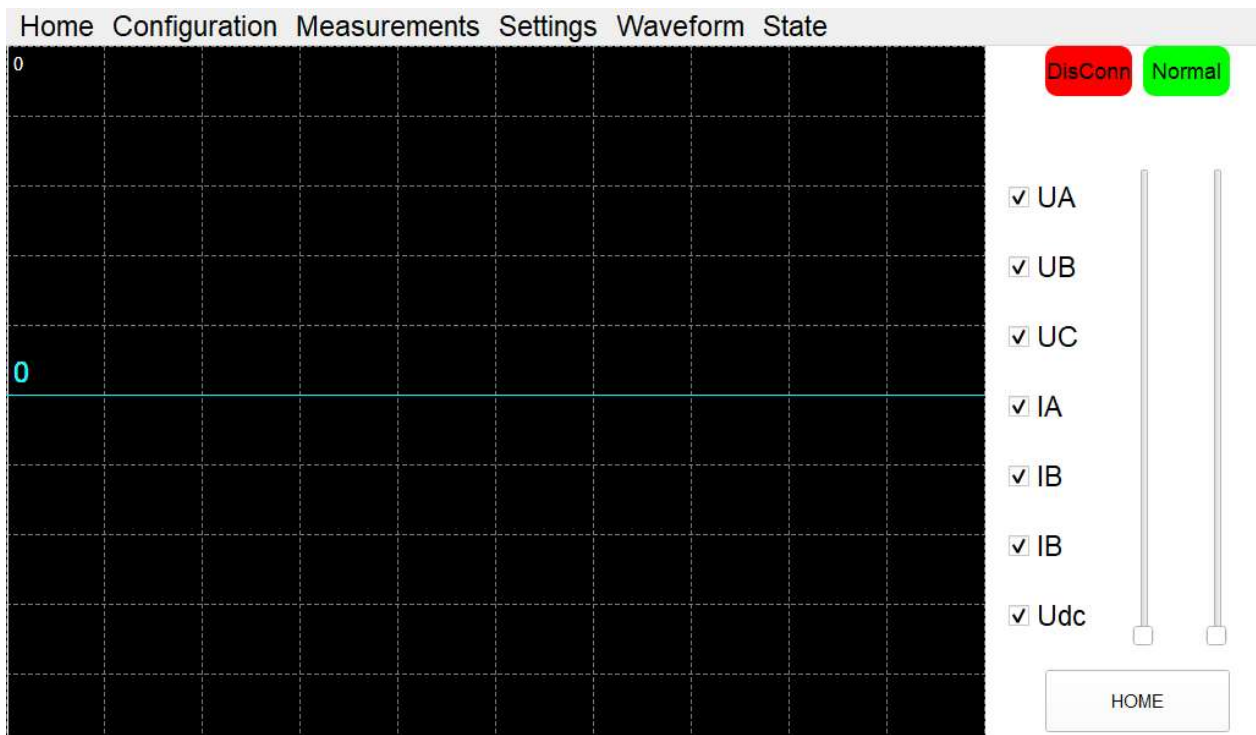 Home Configuration Measurements Settings Waveform State
0
DisConn Normal
UA
UB
UC
0
IA
IB
IB
Udc
HOME